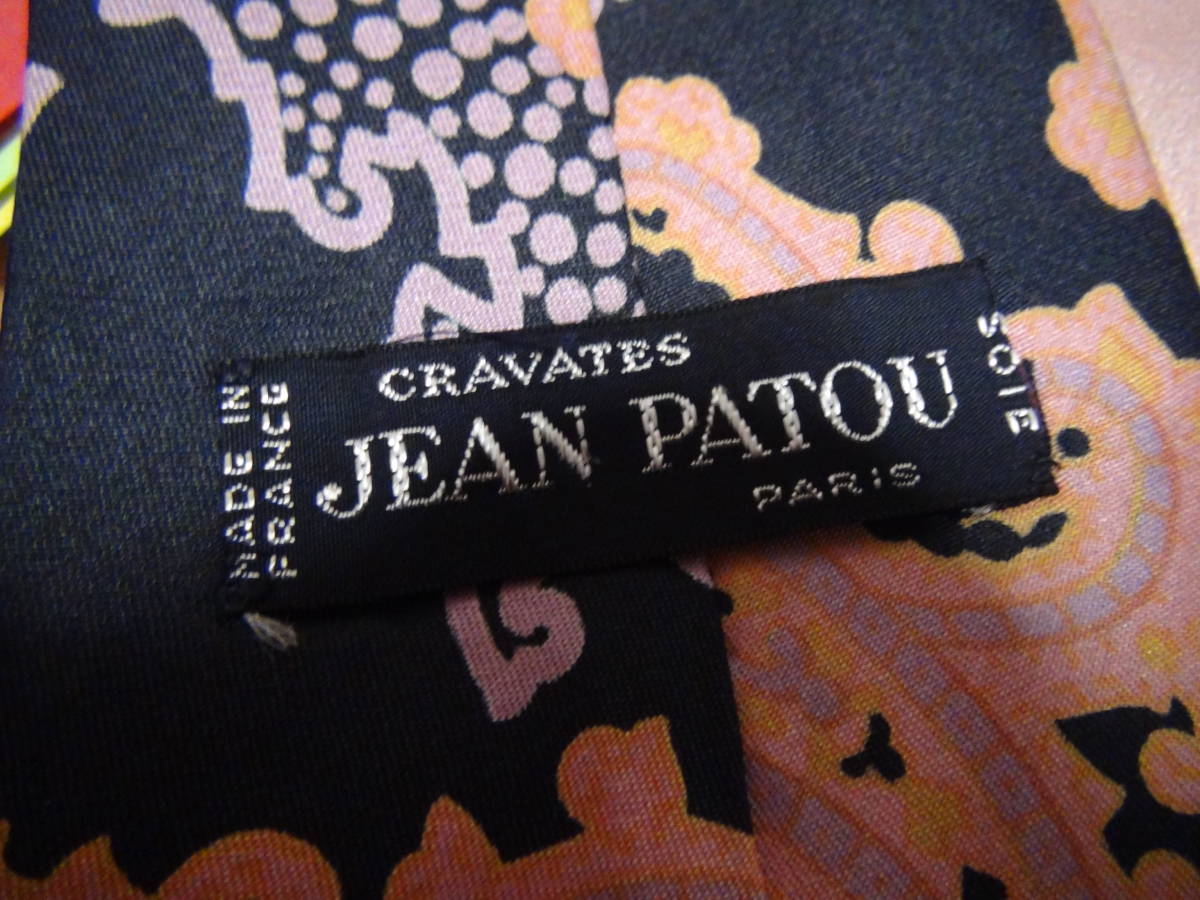 MADE IN
FRANCE
CRAVATES
JEAN PATOU
PARIS
SOIE